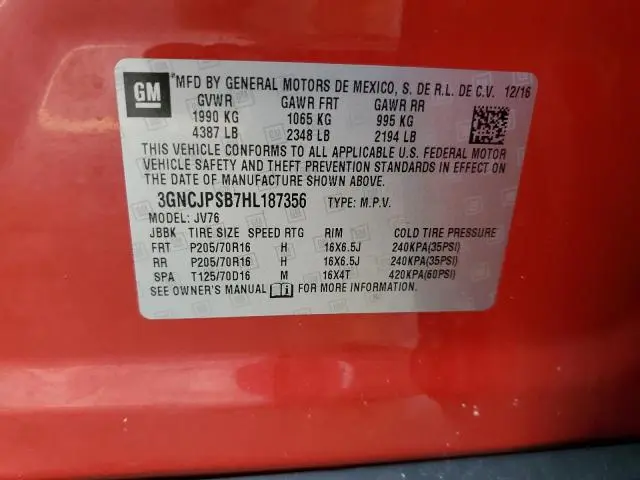 GM
*MFD BY GENERAL MOTORS DE MEXICO, S. DE R.L. DE C.V. 12/16
GVWR GAWR FRT GAWR RR
1990 KG 1065 KG 995 KG
4387 LB 2348 LB 2194 LB
THIS VEHICLE CONFORMS TO ALL APPLICABLE U.S. FEDERAL MOTOR
VEHICLE SAFETY AND THEFT PREVENTION STANDARDS IN EFFECT ON
THE DATE OF MANUFACTURE SHOWN ABOVE.
3GNCJPSB7HL187356 TYPE: M.P.V.
MODEL: JV76
JBBK TIRE SIZE SPEED RTG RIM COLD TIRE PRESSURE
FRT P205/70R16 H 16X6.5J 240KPA(35PSI)
RR P205/70R16 H 16X6.5J 240KPA(35PSI)
SPA T125/70D16 M 16X4T 420KPA(60PSI)
SEE OWNER'S MANUAL FOR MORE INFORMATION